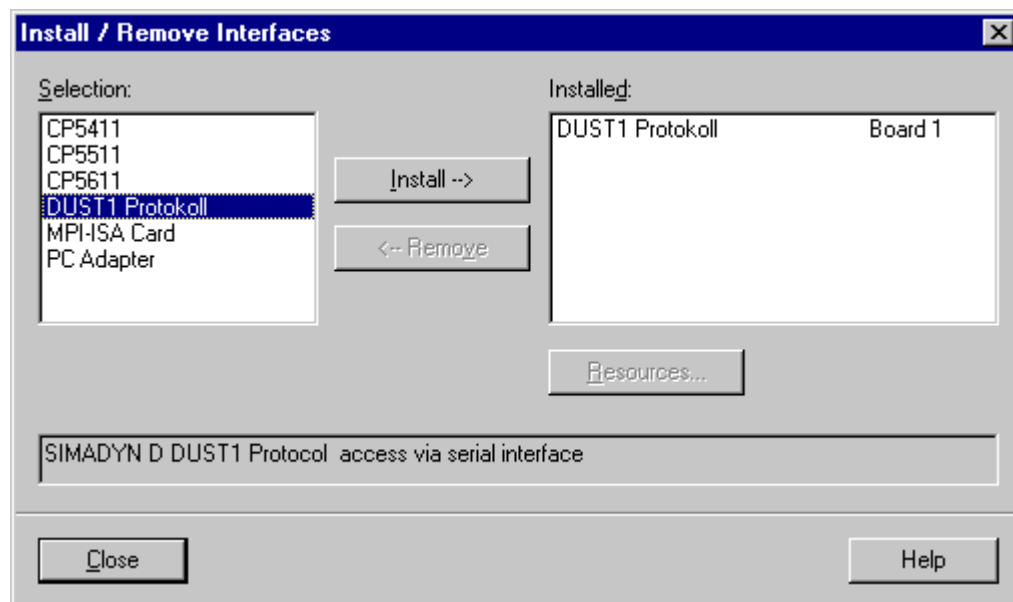 Install / Remove Interfaces
Selection:
Installed:
CP5411
CP5511
CP5611
DUST1 Protokoll
MPI-ISA Card
PC Adapter
Install -->
<-- Remove
DUST1 Protokoll Board 1
Resources...
SIMADYN D DUST1 Protocol  access via serial interface
Close
Help